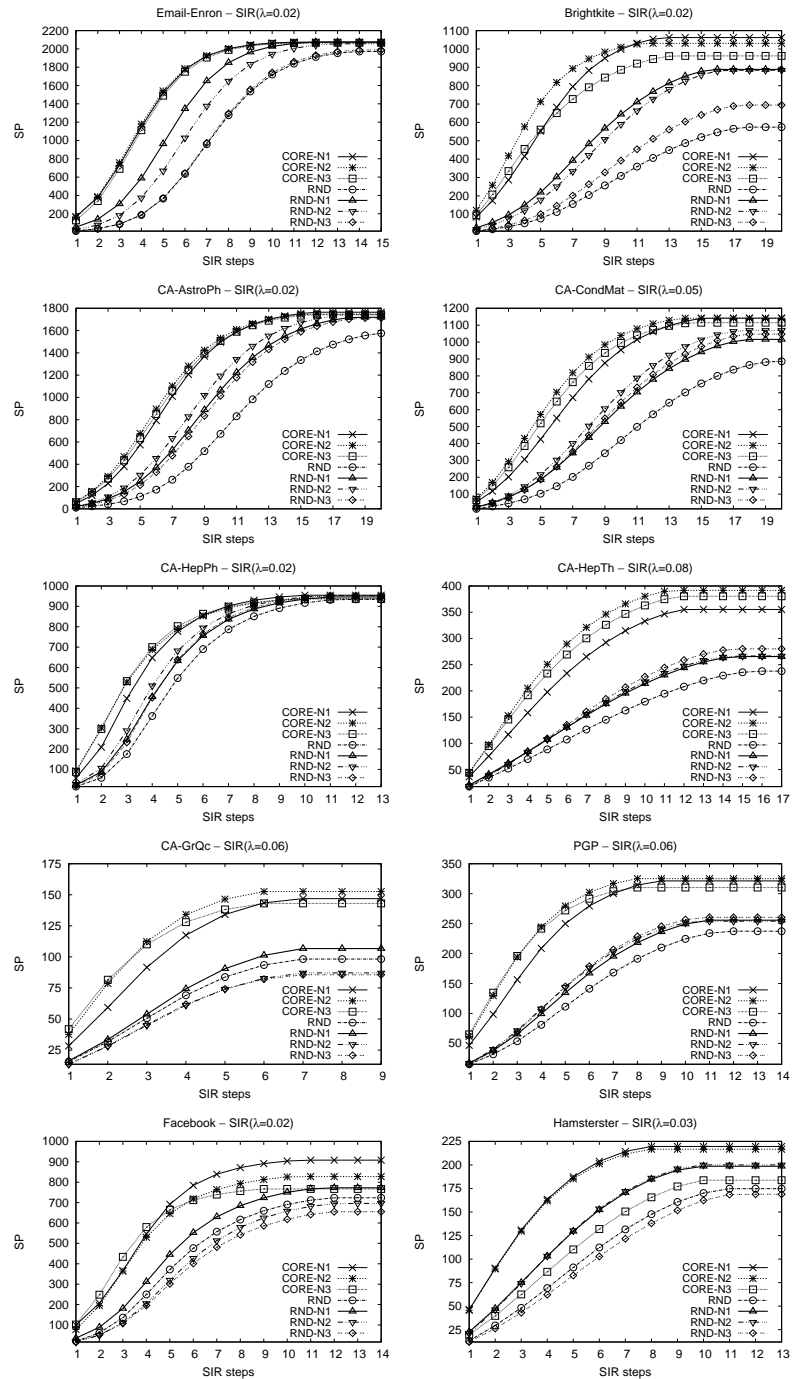 Email-Enron – SIR(λ=0.02)
SP
2200
2000
1800
1600
1400
1200
1000
800
600
400
200
1 2 3 4 5 6 7 8 9 10 11 12 13 14 15
SIR steps
CORE-N1
CORE-N2
CORE-N3
RND
RND-N1
RND-N2
RND-N3
Brightkite – SIR(λ=0.02)
SP
1100
1000
900
800
700
600
500
400
300
200
100
1 3 5 7 9 11 13 15 17 19
SIR steps
CORE-N1
CORE-N2
CORE-N3
RND
RND-N1
RND-N2
RND-N3
CA-AstroPh – SIR(λ=0.02)
SP
1800
1600
1400
1200
1000
800
600
400
200
0
1 3 5 7 9 11 13 15 17 19
SIR steps
CORE-N1
CORE-N2
CORE-N3
RND
RND-N1
RND-N2
RND-N3
CA-CondMat – SIR(λ=0.05)
SP
1200
1100
1000
900
800
700
600
500
400
300
200
100
1 3 5 7 9 11 13 15 17 19
SIR steps
CORE-N1
CORE-N2
CORE-N3
RND
RND-N1
RND-N2
RND-N3
CA-HepPh – SIR(λ=0.02)
SP
1000
900
800
700
600
500
400
300
200
100
1 2 3 4 5 6 7 8 9 10 11 12 13
SIR steps
CORE-N1
CORE-N2
CORE-N3
RND
RND-N1
RND-N2
RND-N3
CA-HepTh – SIR(λ=0.08)
SP
400
350
300
250
200
150
100
50
1 2 3 4 5 6 7 8 9 10 11 12 13 14 15 16 17
SIR steps
CORE-N1
CORE-N2
CORE-N3
RND
RND-N1
RND-N2
RND-N3
CA-GrQc – SIR(λ=0.06)
SP
175
150
125
100
75
50
25
1 2 3 4 5 6 7 8 9
SIR steps
CORE-N1
CORE-N2
CORE-N3
RND
RND-N1
RND-N2
RND-N3
PGP – SIR(λ=0.06)
SP
350
300
250
200
150
100
50
1 2 3 4 5 6 7 8 9 10 11 12 13 14
SIR steps
CORE-N1
CORE-N2
CORE-N3
RND
RND-N1
RND-N2
RND-N3
Facebook – SIR(λ=0.02)
SP
1000
900
800
700
600
500
400
300
200
100
1 2 3 4 5 6 7 8 9 10 11 12 13 14
SIR steps
CORE-N1
CORE-N2
CORE-N3
RND
RND-N1
RND-N2
RND-N3
Hamsterster – SIR(λ=0.03)
SP
225
200
175
150
125
100
75
50
25
1 2 3 4 5 6 7 8 9 10 11 12 13 14
SIR steps
CORE-N1
CORE-N2
CORE-N3
RND
RND-N1
RND-N2
RND-N3